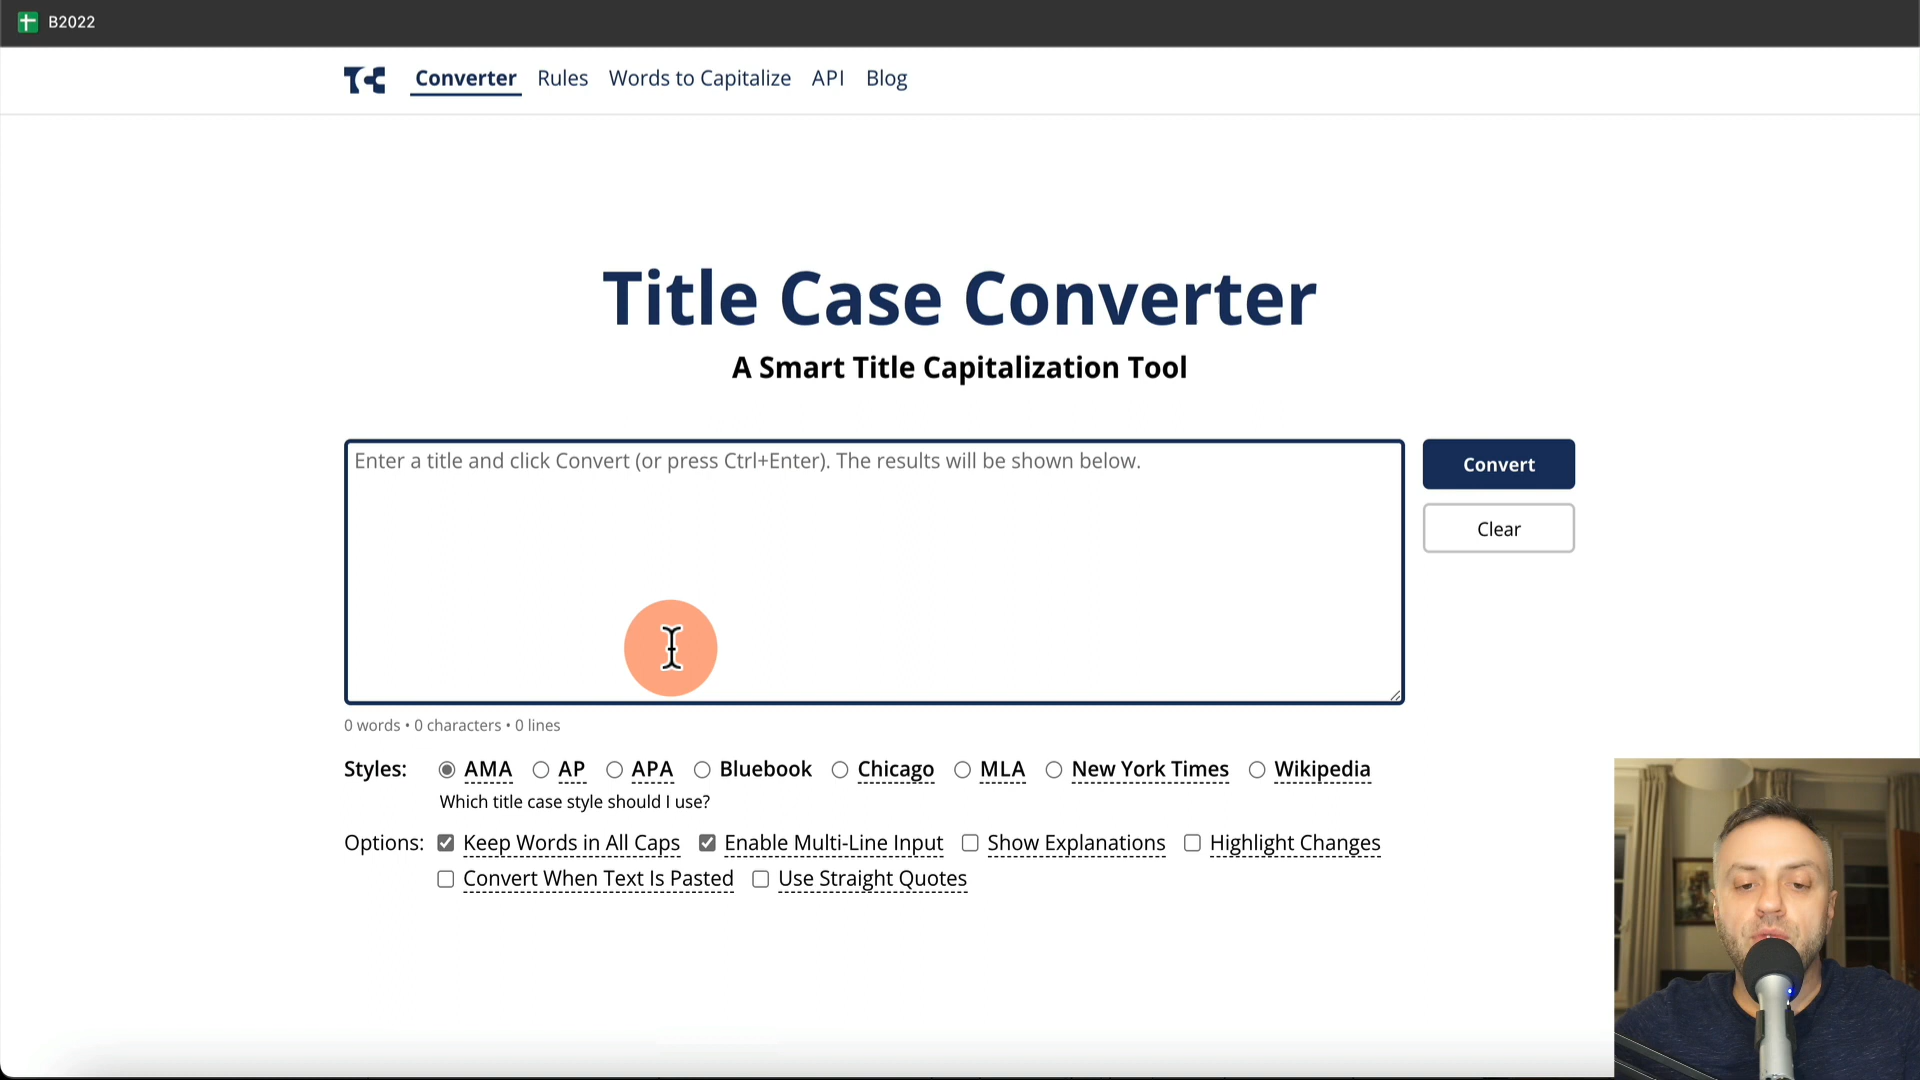 B2022
TCC Converter Rules Words to Capitalize API Blog
Title Case Converter
A Smart Title Capitalization Tool
Enter a title and click Convert (or press Ctrl+Enter). The results will be shown below.
Convert
Clear
0 words • 0 characters • 0 lines
Styles: AMA AP APA Bluebook Chicago MLA New York Times Wikipedia
Which title case style should I use?
Options: Keep Words in All Caps Enable Multi-Line Input Show Explanations Highlight Changes
Convert When Text Is Pasted Use Straight Quotes